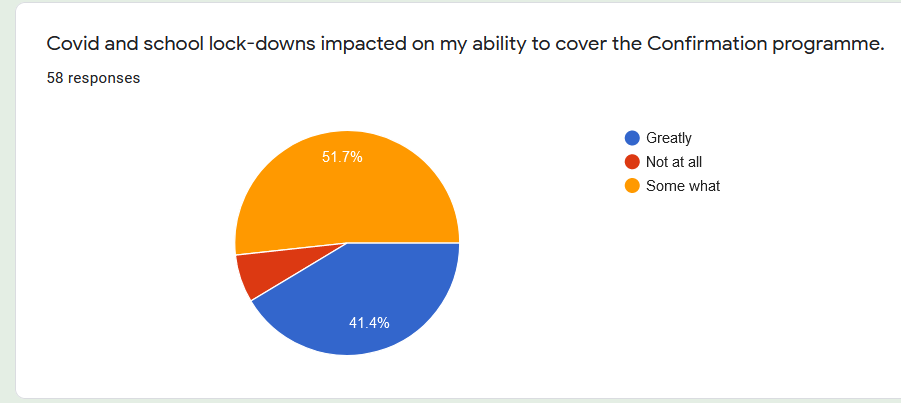 Covid and school lock-downs impacted on my ability to cover the Confirmation programme.
58 responses
51.7%
41.4%
Greatly
Not at all
Some what